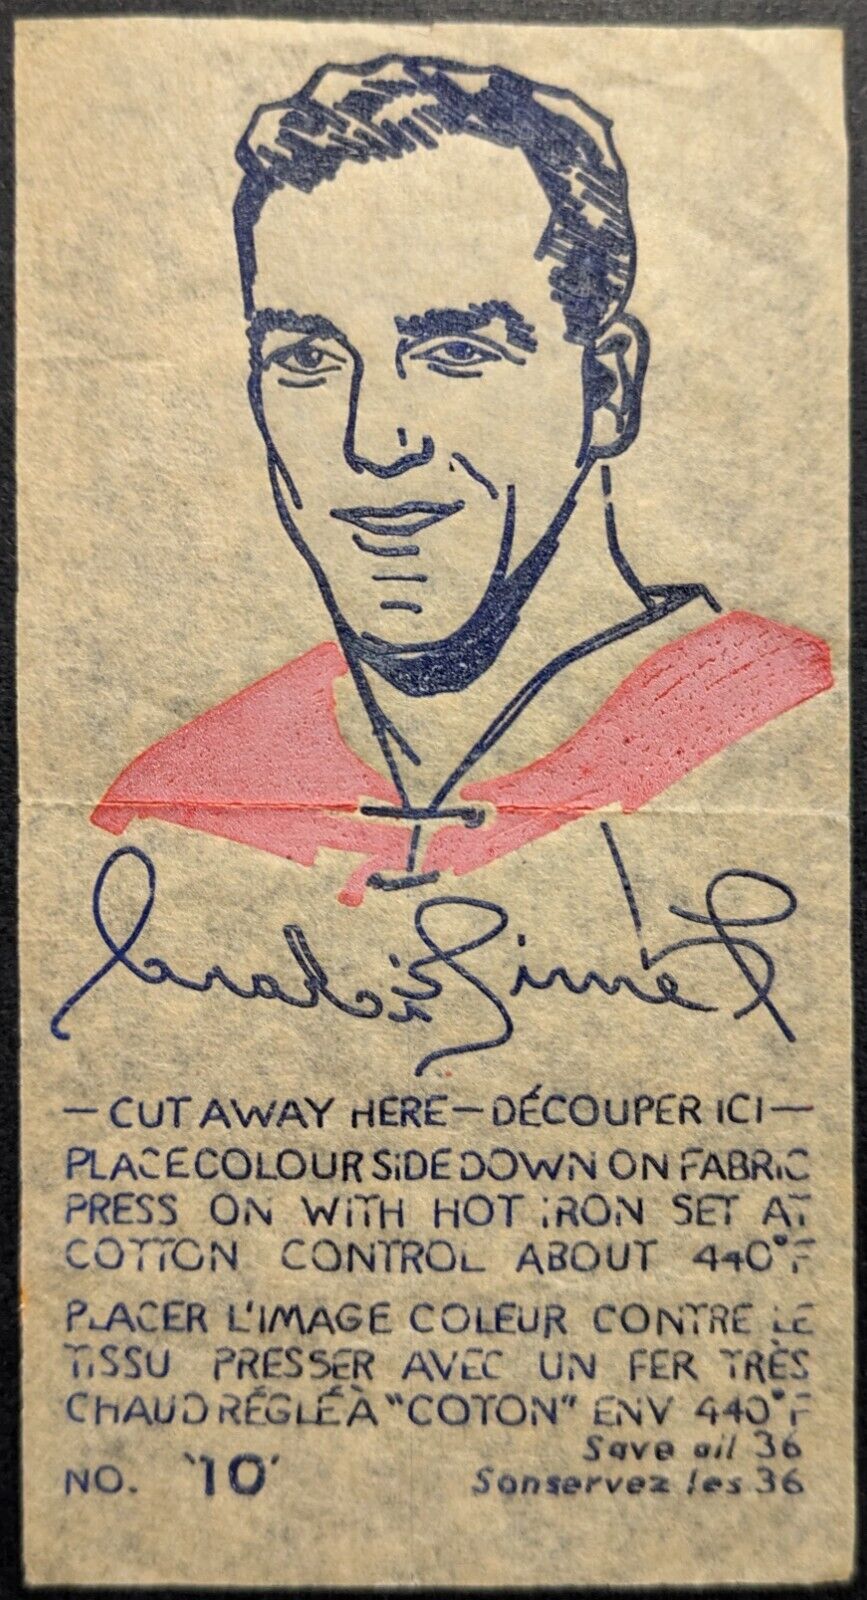 —CUT AWAY HERE—DÉCOUPER ICI—
PLACE COLOUR SIDE DOWN ON FABRIC
PRESS ON WITH HOT IRON SET AT
COTTON CONTROL ABOUT 440°F
PLACER L'IMAGE COLEUR CONTRE LE
TISSU PRESSER AVEC UN FER TRÈS
CHAUD RÉGLÉ À "COTON" ENV 440°F
Save all 36
NO. '10' Sonservez les 36